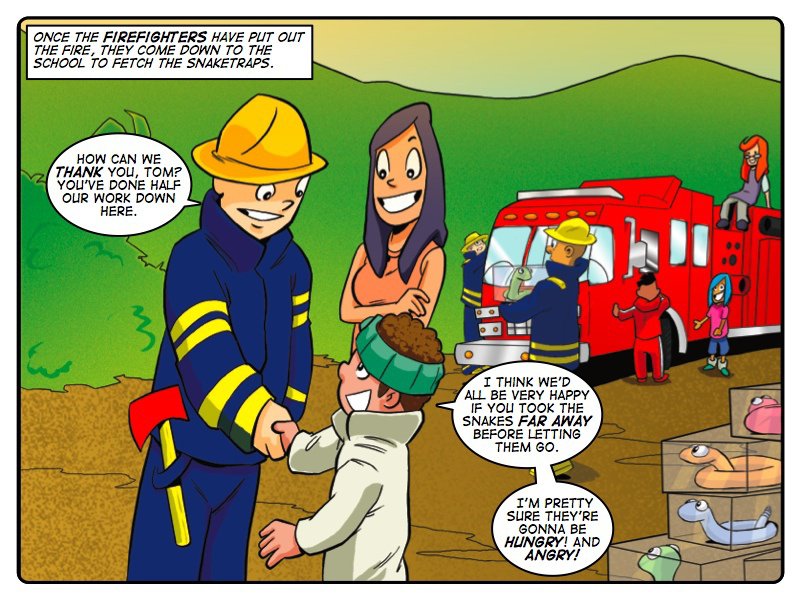 ONCE THE FIREFIGHTERS HAVE PUT OUT
THE FIRE, THEY COME DOWN TO THE
SCHOOL TO FETCH THE SNAKETRAPS.
HOW CAN WE
THANK YOU, TOM?
YOU'VE DONE HALF
OUR WORK DOWN
HERE.
I THINK WE'D
ALL BE VERY HAPPY
IF YOU TOOK THE
SNAKES FAR AWAY
BEFORE LETTING
THEM GO.
I'M PRETTY
SURE THEY'RE
GONNA BE
HUNGRY! AND
ANGRY!